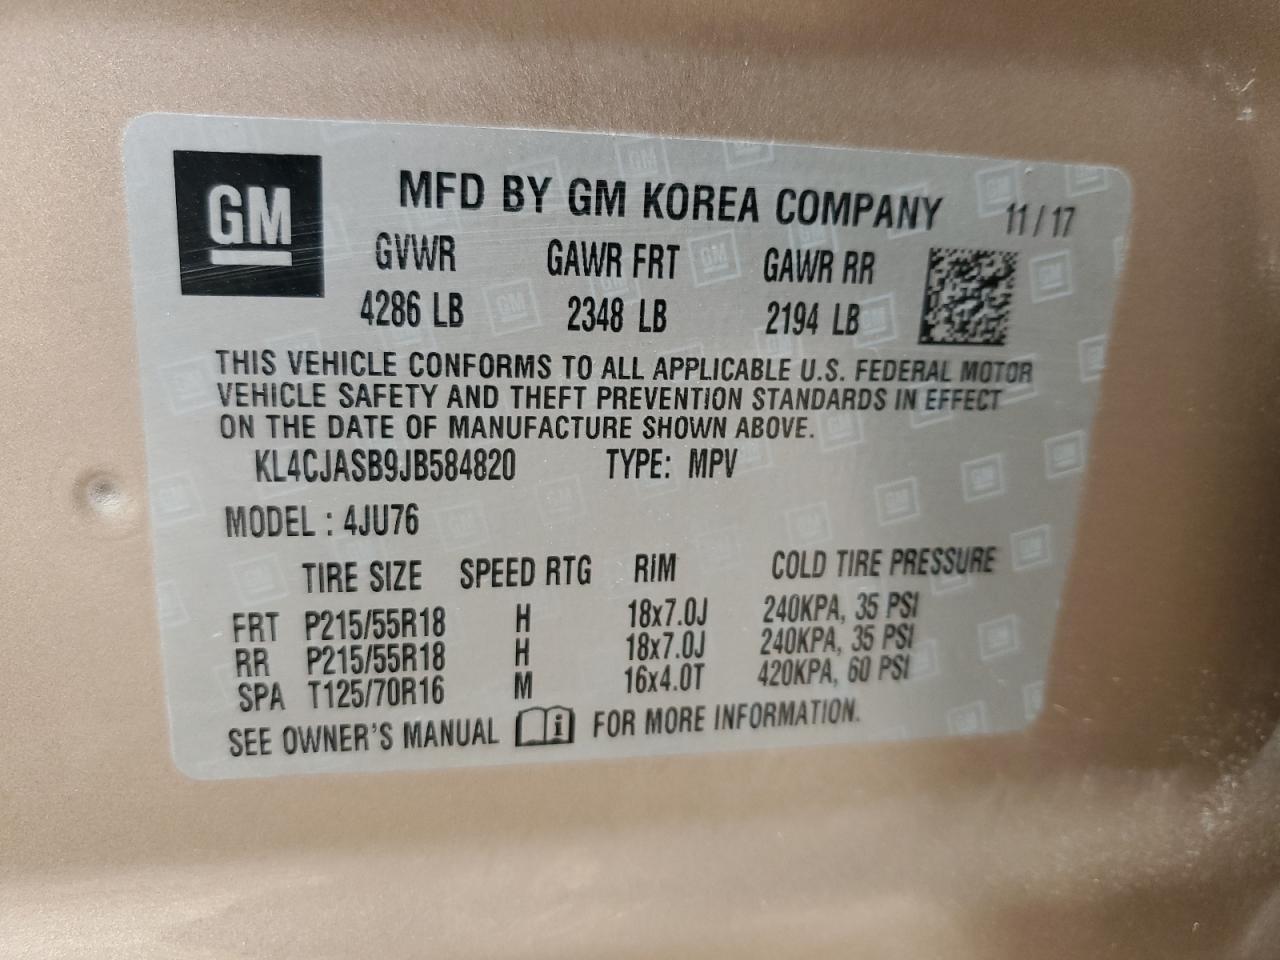 GM MFD BY GM KOREA COMPANY 11/17
GVWR GAWR FRT GAWR RR
4286 LB 2348 LB 2194 LB
THIS VEHICLE CONFORMS TO ALL APPLICABLE U.S. FEDERAL MOTOR
VEHICLE SAFETY AND THEFT PREVENTION STANDARDS IN EFFECT
ON THE DATE OF MANUFACTURE SHOWN ABOVE.
KL4CJASB9JB584820 TYPE: MPV
MODEL : 4JU76
TIRE SIZE SPEED RTG RIM COLD TIRE PRESSURE
FRT P215/55R18 H 18x7.0J 240KPA, 35 PSI
RR P215/55R18 H 18x7.0J 240KPA, 35 PSI
SPA T125/70R16 M 16x4.0T 420KPA, 60 PSI
SEE OWNER'S MANUAL i FOR MORE INFORMATION.